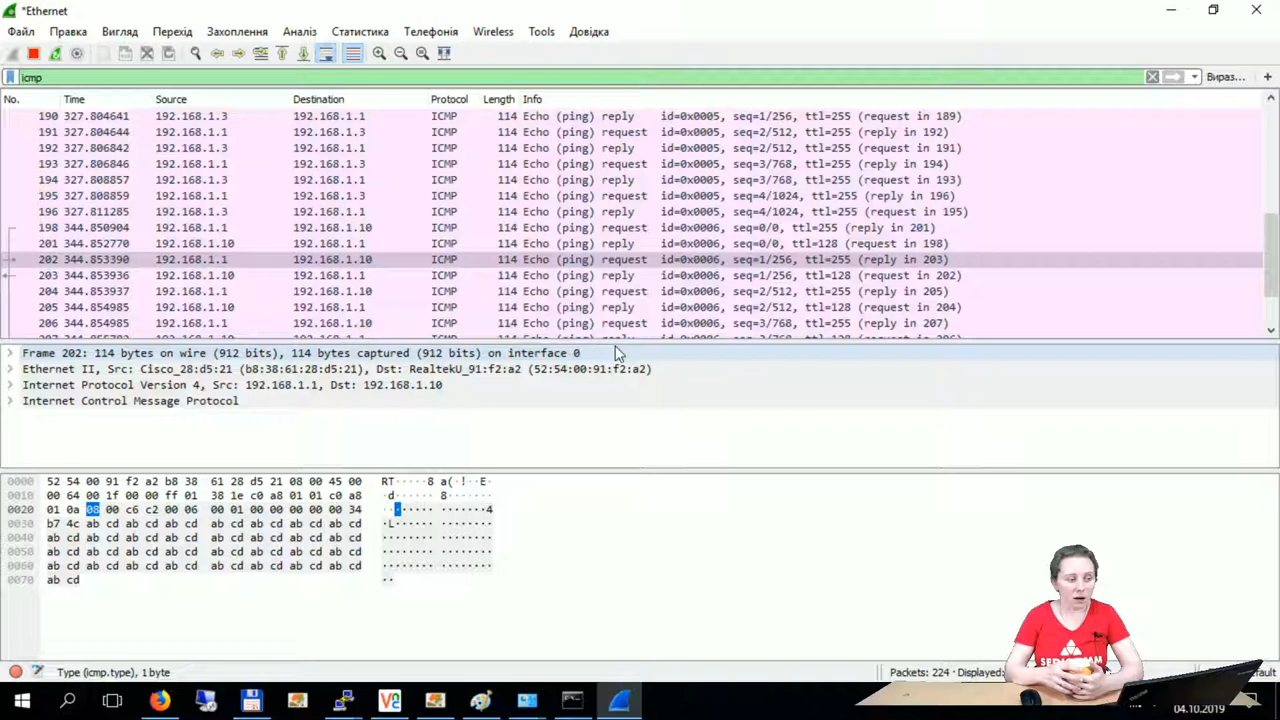 *Ethernet
Файл Правка Вигляд Перехід Захоплення Аналіз Статистика Телефонія Wireless Tools Довідка
icmp Вираз... +
No. Time Source Destination Protocol Length Info
190 327.804641 192.168.1.3 192.168.1.1 ICMP 114 Echo (ping) reply id=0x0005, seq=1/256, ttl=255 (request in 189)
191 327.804644 192.168.1.1 192.168.1.3 ICMP 114 Echo (ping) request id=0x0005, seq=2/512, ttl=255 (reply in 192)
192 327.806842 192.168.1.3 192.168.1.1 ICMP 114 Echo (ping) reply id=0x0005, seq=2/512, ttl=255 (request in 191)
193 327.806846 192.168.1.1 192.168.1.3 ICMP 114 Echo (ping) request id=0x0005, seq=3/768, ttl=255 (reply in 194)
194 327.808857 192.168.1.3 192.168.1.1 ICMP 114 Echo (ping) reply id=0x0005, seq=3/768, ttl=255 (request in 193)
195 327.808859 192.168.1.1 192.168.1.3 ICMP 114 Echo (ping) request id=0x0005, seq=4/1024, ttl=255 (reply in 196)
196 327.811285 192.168.1.3 192.168.1.1 ICMP 114 Echo (ping) reply id=0x0005, seq=4/1024, ttl=255 (request in 195)
198 344.850904 192.168.1.1 192.168.1.10 ICMP 114 Echo (ping) request id=0x0006, seq=0/0, ttl=255 (reply in 201)
201 344.852770 192.168.1.10 192.168.1.1 ICMP 114 Echo (ping) reply id=0x0006, seq=0/0, ttl=128 (request in 198)
202 344.853390 192.168.1.1 192.168.1.10 ICMP 114 Echo (ping) request id=0x0006, seq=1/256, ttl=255 (reply in 203)
203 344.853936 192.168.1.10 192.168.1.1 ICMP 114 Echo (ping) reply id=0x0006, seq=1/256, ttl=128 (request in 202)
204 344.853937 192.168.1.1 192.168.1.10 ICMP 114 Echo (ping) request id=0x0006, seq=2/512, ttl=255 (reply in 205)
205 344.854985 192.168.1.10 192.168.1.1 ICMP 114 Echo (ping) reply id=0x0006, seq=2/512, ttl=128 (request in 204)
206 344.854985 192.168.1.1 192.168.1.10 ICMP 114 Echo (ping) request id=0x0006, seq=3/768, ttl=255 (reply in 207)
Frame 202: 114 bytes on wire (912 bits), 114 bytes captured (912 bits) on interface 0
Ethernet II, Src: Cisco_28:d5:21 (b8:38:61:28:d5:21), Dst: RealtekU_91:f2:a2 (52:54:00:91:f2:a2)
Internet Protocol Version 4, Src: 192.168.1.1, Dst: 192.168.1.10
Internet Control Message Protocol
0000 52 54 00 91 f2 a2 b8 38 61 28 d5 21 08 00 45 00 RT·····8 a(·!··E·
0010 00 64 00 1f 00 00 ff 01 38 1e c0 a8 01 01 c0 a8 ·d······ 8·······
0020 01 0a 08 00 c6 c2 00 06 00 01 00 00 00 00 00 34 ········ ·······4
0030 b7 4c ab cd ab cd ab cd ab cd ab cd ab cd ab cd ·L······ ········
0040 ab cd ab cd ab cd ab cd ab cd ab cd ab cd ab cd ········ ········
0050 ab cd ab cd ab cd ab cd ab cd ab cd ab cd ab cd ········ ········
0060 ab cd ab cd ab cd ab cd ab cd ab cd ab cd ab cd ········ ········
0070 ab cd ··
Type (icmp.type), 1 byte Packets: 224 · Displayed:
04.10.2019